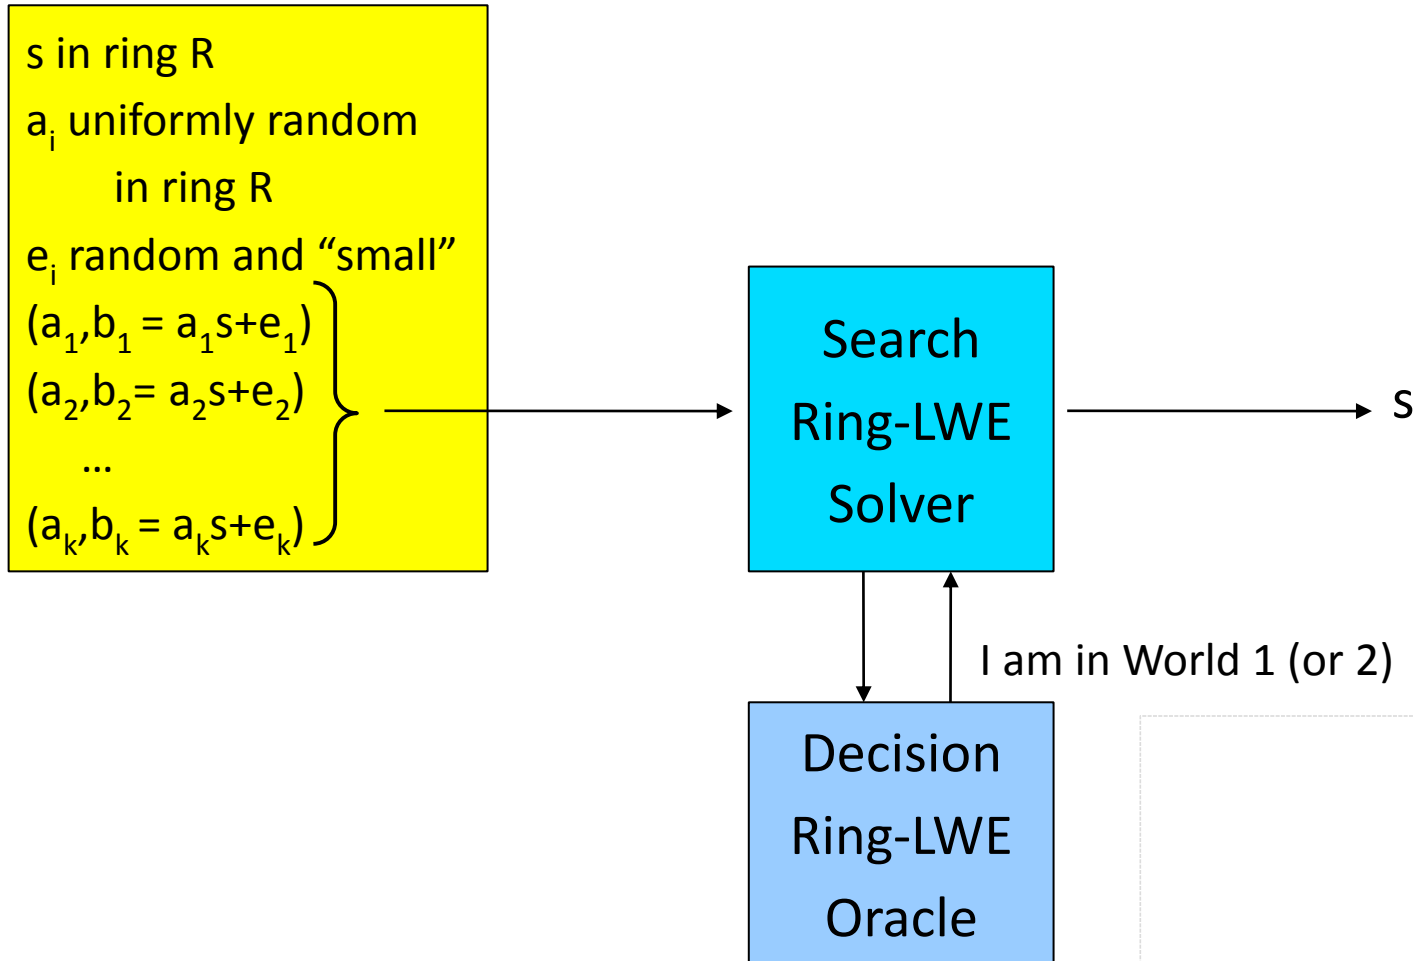 s in ring R
aᵢ uniformly random
in ring R
eᵢ random and “small”
(a₁,b₁ = a₁s+e₁)
(a₂,b₂= a₂s+e₂)
...
(aₖ,bₖ = aₖs+eₖ)
Search
Ring-LWE
Solver
s
I am in World 1 (or 2)
Decision
Ring-LWE
Oracle